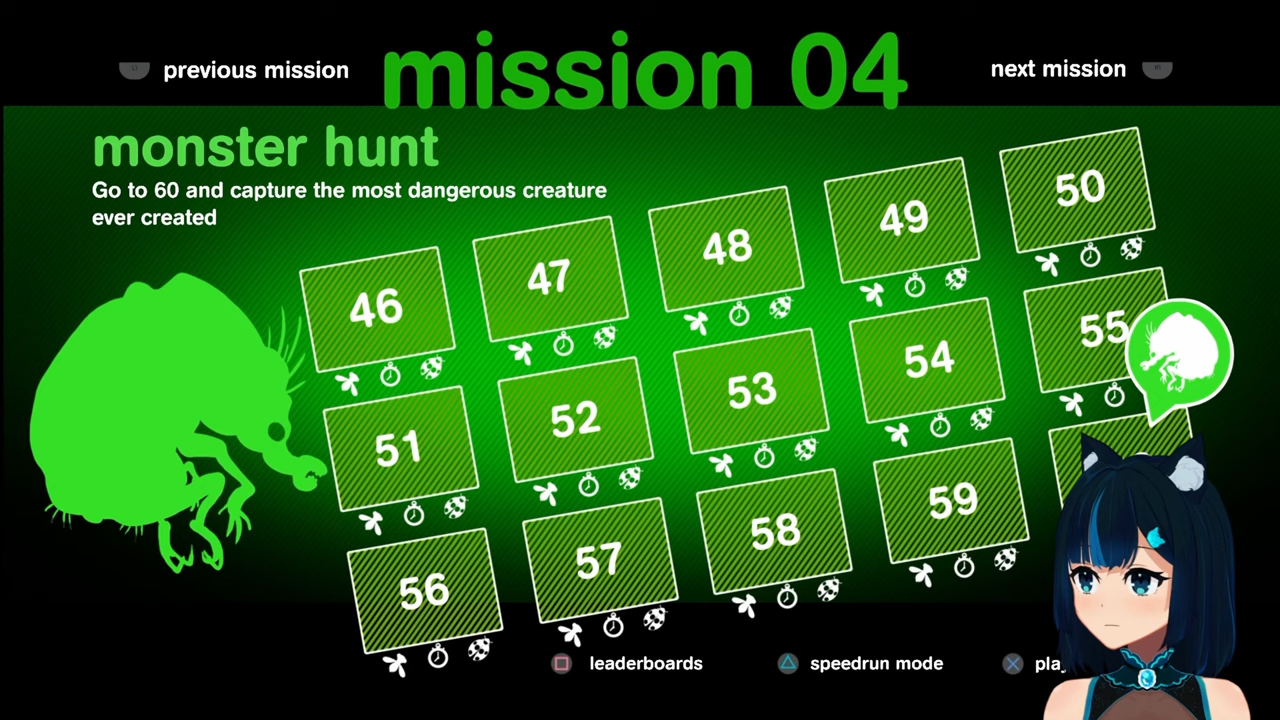 mission 04
previous mission
next mission
monster hunt
Go to 60 and capture the most dangerous creature
ever created
46 47 48 49 50
51 52 53 54 55
56 57 58 59
leaderboards
speedrun mode